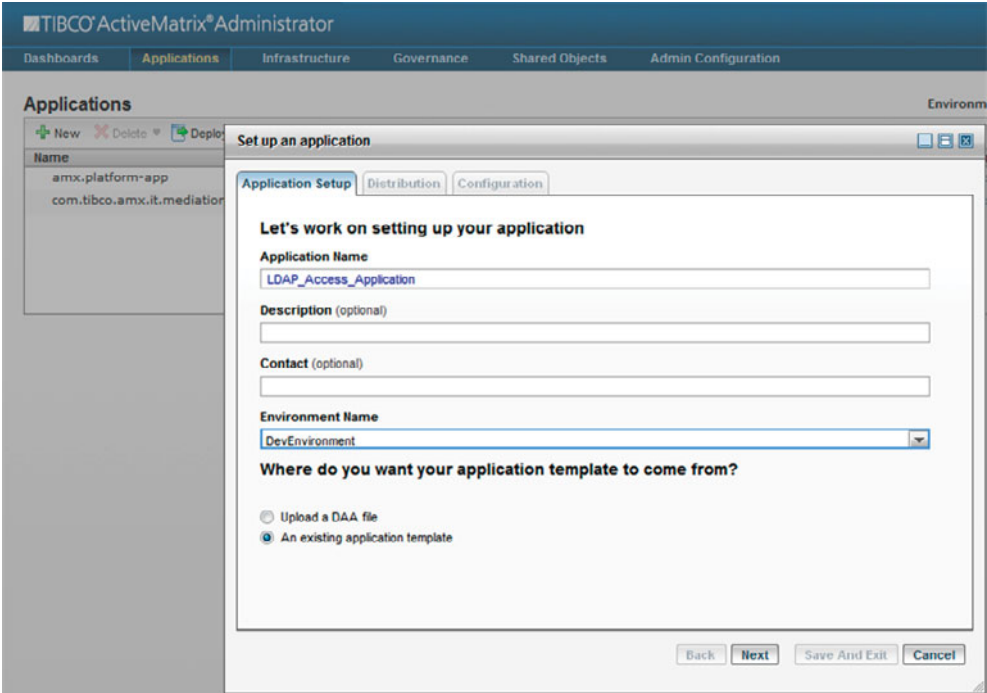 TIBCO® ActiveMatrix® Administrator
Dashboards Applications Infrastructure Governance Shared Objects Admin Configuration
Applications Environm
New Delete Deploy
Name
amx.platform-app
com.tibco.amx.it.mediation
Set up an application
Application Setup Distribution Configuration
Let's work on setting up your application
Application Name
LDAP_Access_Application
Description (optional)
Contact (optional)
Environment Name
DevEnvironment
Where do you want your application template to come from?
Upload a DAA file
An existing application template
Back Next Save And Exit Cancel